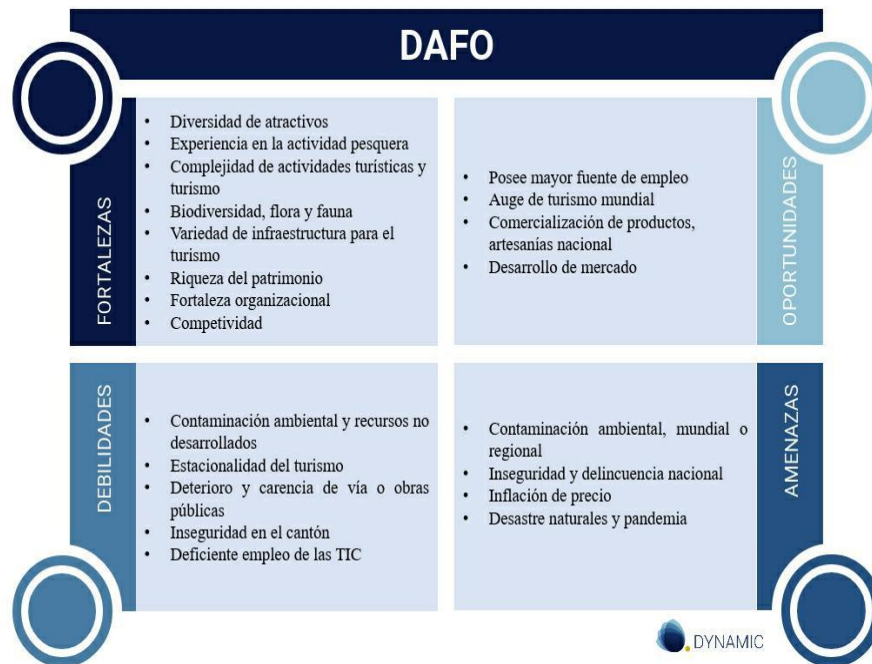 DAFO
FORTALEZAS
• Diversidad de atractivos
• Experiencia en la actividad pesquera
• Complejidad de actividades turísticas y
turismo
• Biodiversidad, flora y fauna
• Variedad de infraestructura para el
turismo
• Riqueza del patrimonio
• Fortaleza organizacional
• Competividad
OPORTUNIDADES
• Posee mayor fuente de empleo
• Auge de turismo mundial
• Comercialización de productos,
artesanías nacional
• Desarrollo de mercado
DEBILIDADES
• Contaminación ambiental y recursos no
desarrollados
• Estacionalidad del turismo
• Deterioro y carencia de vía o obras
públicas
• Inseguridad en el cantón
• Deficiente empleo de las TIC
AMENAZAS
• Contaminación ambiental, mundial o
regional
• Inseguridad y delincuencia nacional
• Inflación de precio
• Desastre naturales y pandemia
DYNAMIC